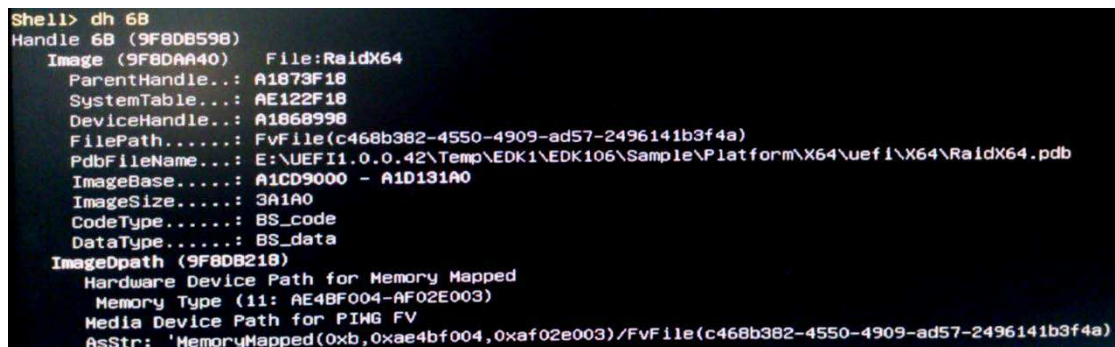 Shell> dh 6B
Handle 6B (9F8DB598)
Image (9F8DAA40) File:RaidX64
ParentHandle..: A1873F18
SystemTable...: AE122F18
DeviceHandle..: A1868998
FilePath......: FvFile(c468b382-4550-4909-ad57-2496141b3f4a)
PdbFileName...: E:\UEFI1.0.0.42\Temp\EDK1\EDK106\Sample\Platform\X64\uefi\X64\RaidX64.pdb
ImageBase.....: A1CD9000 - A1D131A0
ImageSize.....: 3A1A0
CodeType......: BS_code
DataType......: BS_data
ImageDpath (9F8DB218)
Hardware Device Path for Memory Mapped
Memory Type (11: AE4BF004-AF02E003)
Media Device Path for PIWG FV
AsStr: 'MemoryMapped(0xb,0xae4bf004,0xaf02e003)/FvFile(c468b382-4550-4909-ad57-2496141b3f4a)